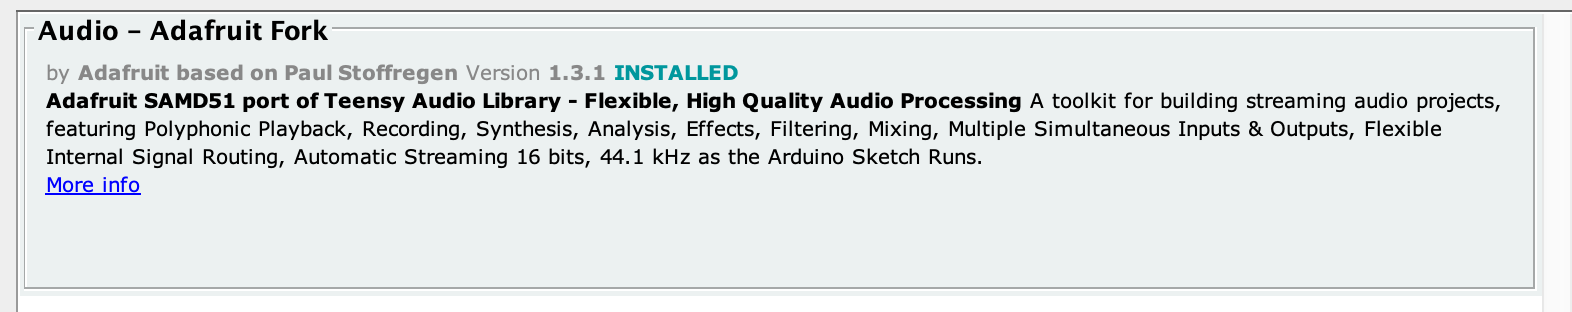 Audio – Adafruit Fork
by Adafruit based on Paul Stoffregen Version 1.3.1 INSTALLED
Adafruit SAMD51 port of Teensy Audio Library - Flexible, High Quality Audio Processing A toolkit for building streaming audio projects,
featuring Polyphonic Playback, Recording, Synthesis, Analysis, Effects, Filtering, Mixing, Multiple Simultaneous Inputs & Outputs, Flexible
Internal Signal Routing, Automatic Streaming 16 bits, 44.1 kHz as the Arduino Sketch Runs.
More info